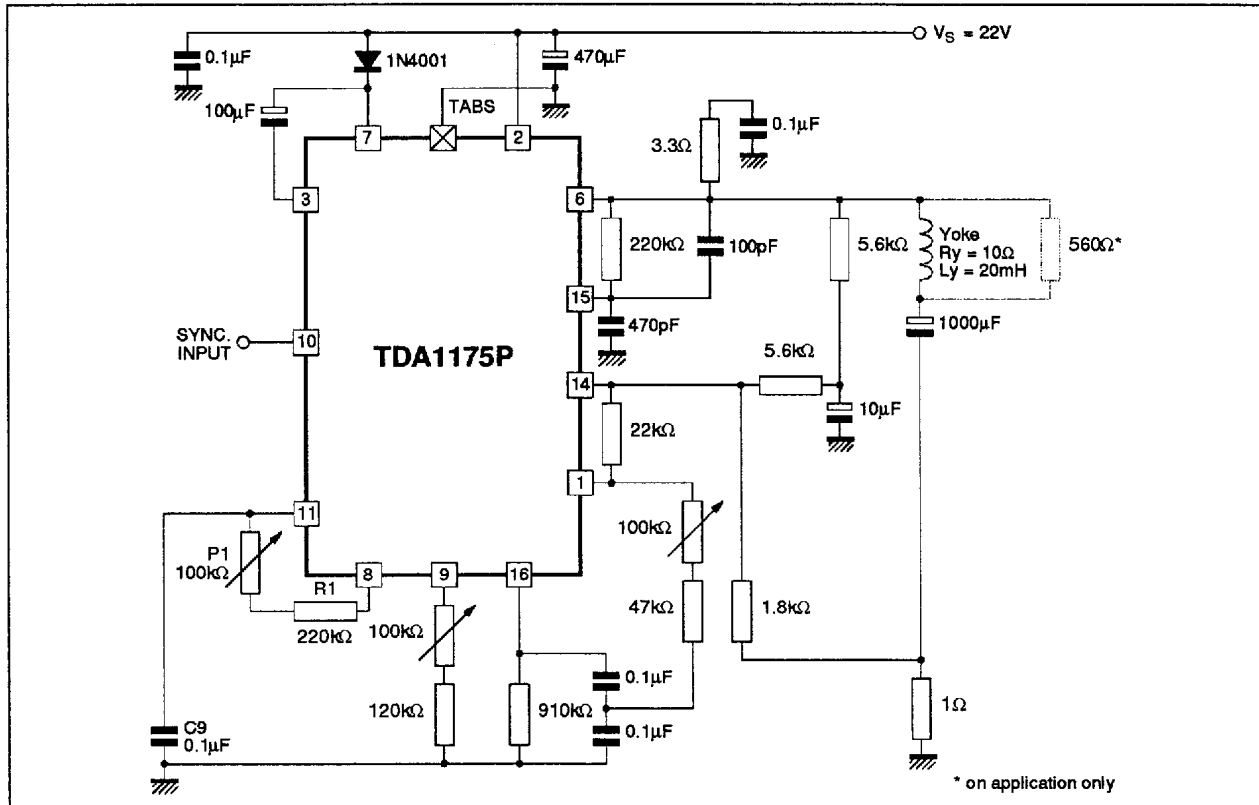 V_S = 22V
0.1µF
1N4001
470µF
100µF
TABS
7
2
3.3Ω
0.1µF
3
6
220kΩ
100pF
5.6kΩ
Yoke
Ry = 10Ω
Ly = 20mH
560Ω*
15
470pF
1000µF
SYNC.
INPUT
10
TDA1175P
5.6kΩ
14
10µF
22kΩ
1
11
100kΩ
P1
100kΩ
8
9
16
R1
220kΩ
100kΩ
47kΩ
1.8kΩ
0.1µF
120kΩ
910kΩ
0.1µF
1Ω
C9
0.1µF
* on application only